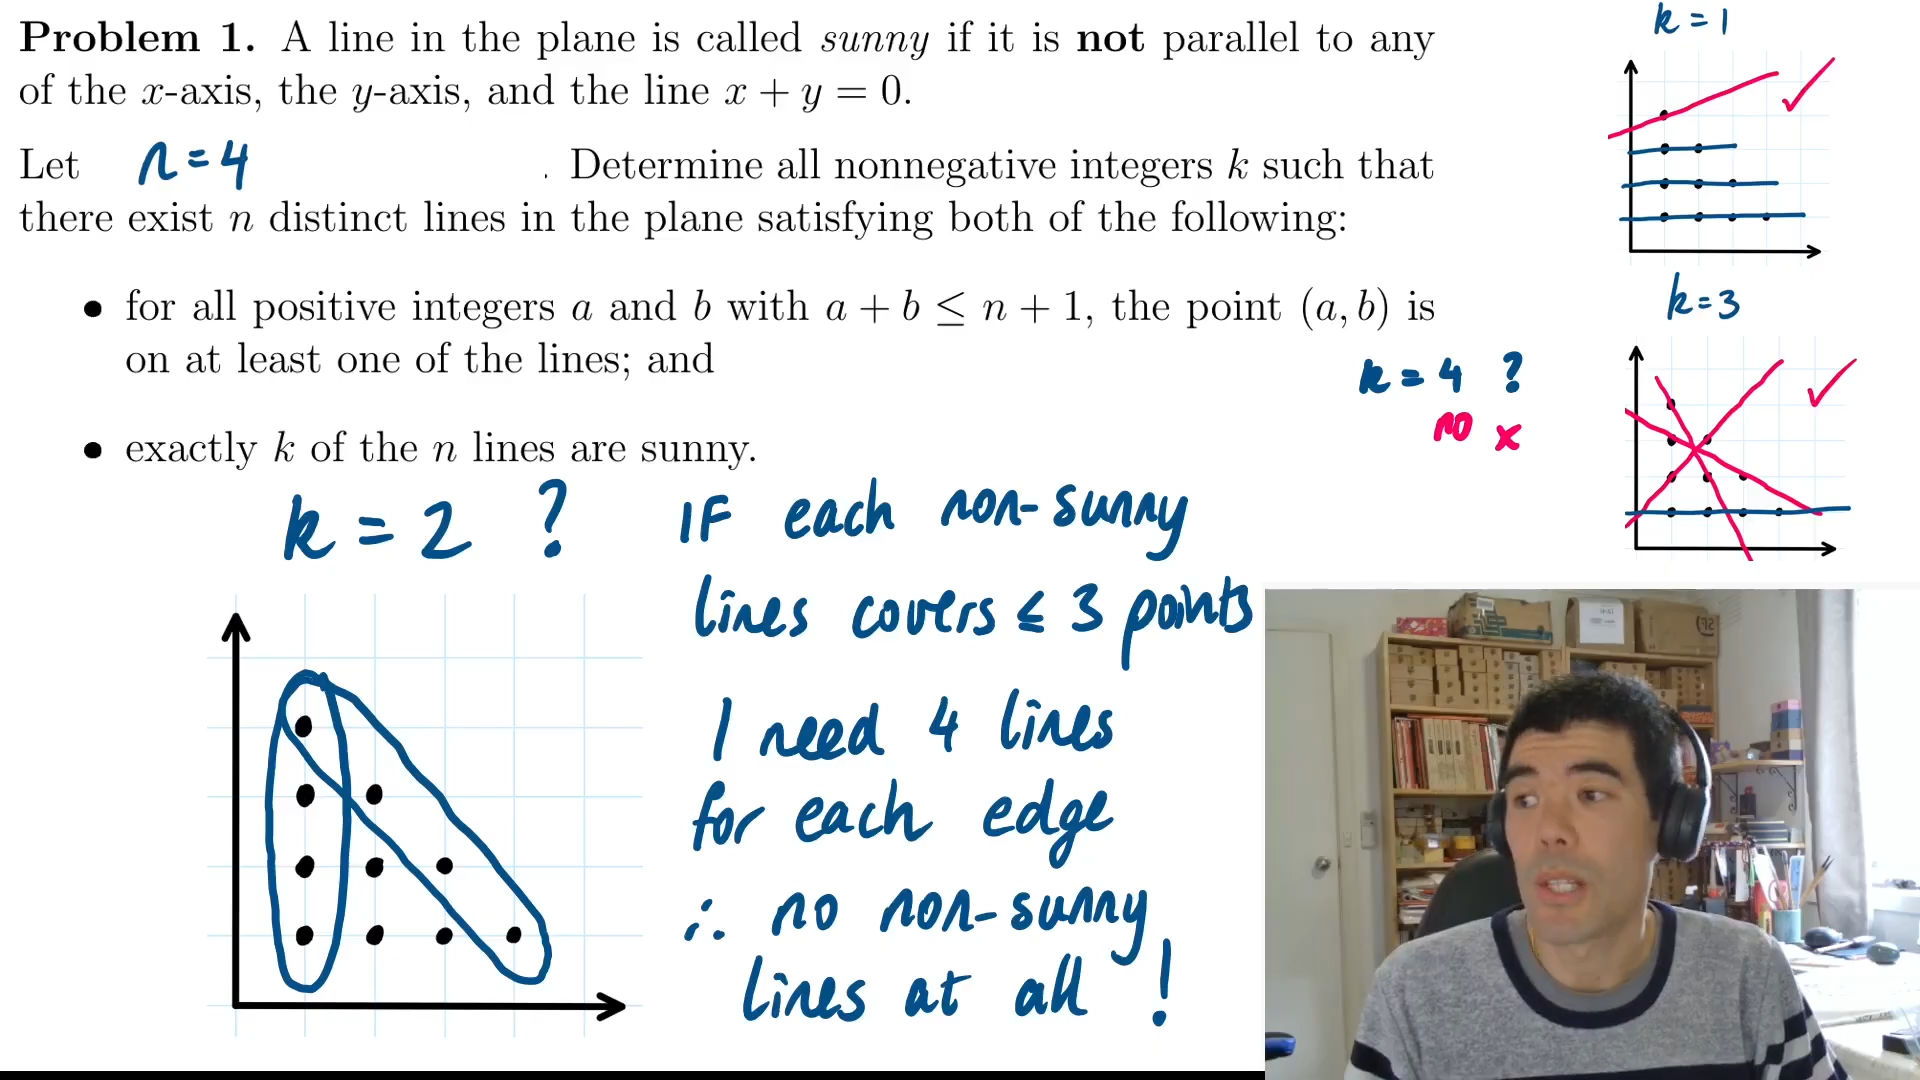 Problem 1. A line in the plane is called sunny if it is not parallel to any
of the x-axis, the y-axis, and the line x + y = 0.
Let n=4 . Determine all nonnegative integers k such that
there exist n distinct lines in the plane satisfying both of the following:
• for all positive integers a and b with a + b ≤ n + 1, the point (a, b) is
on at least one of the lines; and
• exactly k of the n lines are sunny.
k = 1
k = 3
k = 4 ?
no x
k = 2 ?
IF each non-sunny
lines covers ≤ 3 points
I need 4 lines
for each edge
∴ no non-sunny
lines at all !